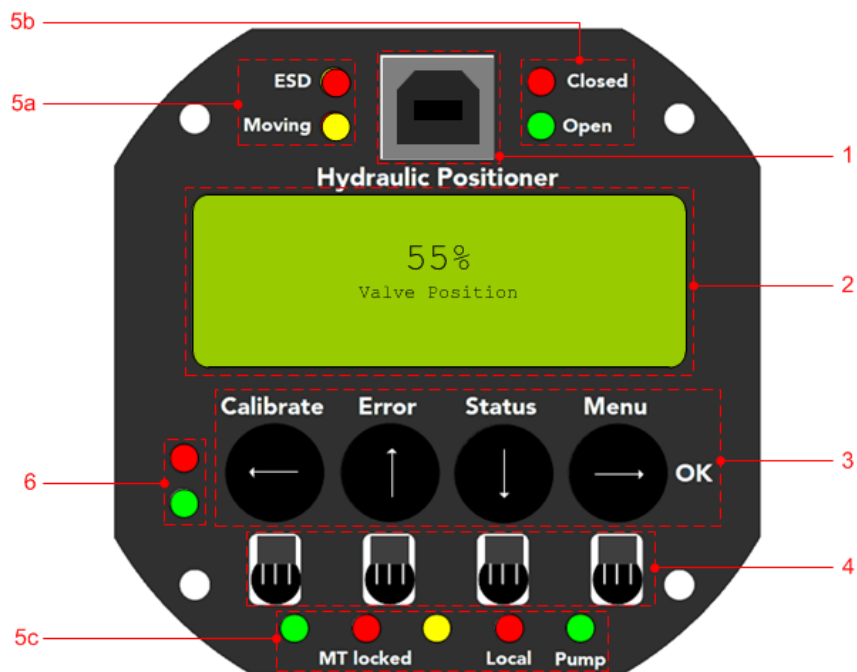 5b
ESD
Closed
5a
Moving
Open
1
Hydraulic Positioner
55%
Valve Position
2
Calibrate Error Status Menu
OK
3
6
4
5c
MT locked Local Pump